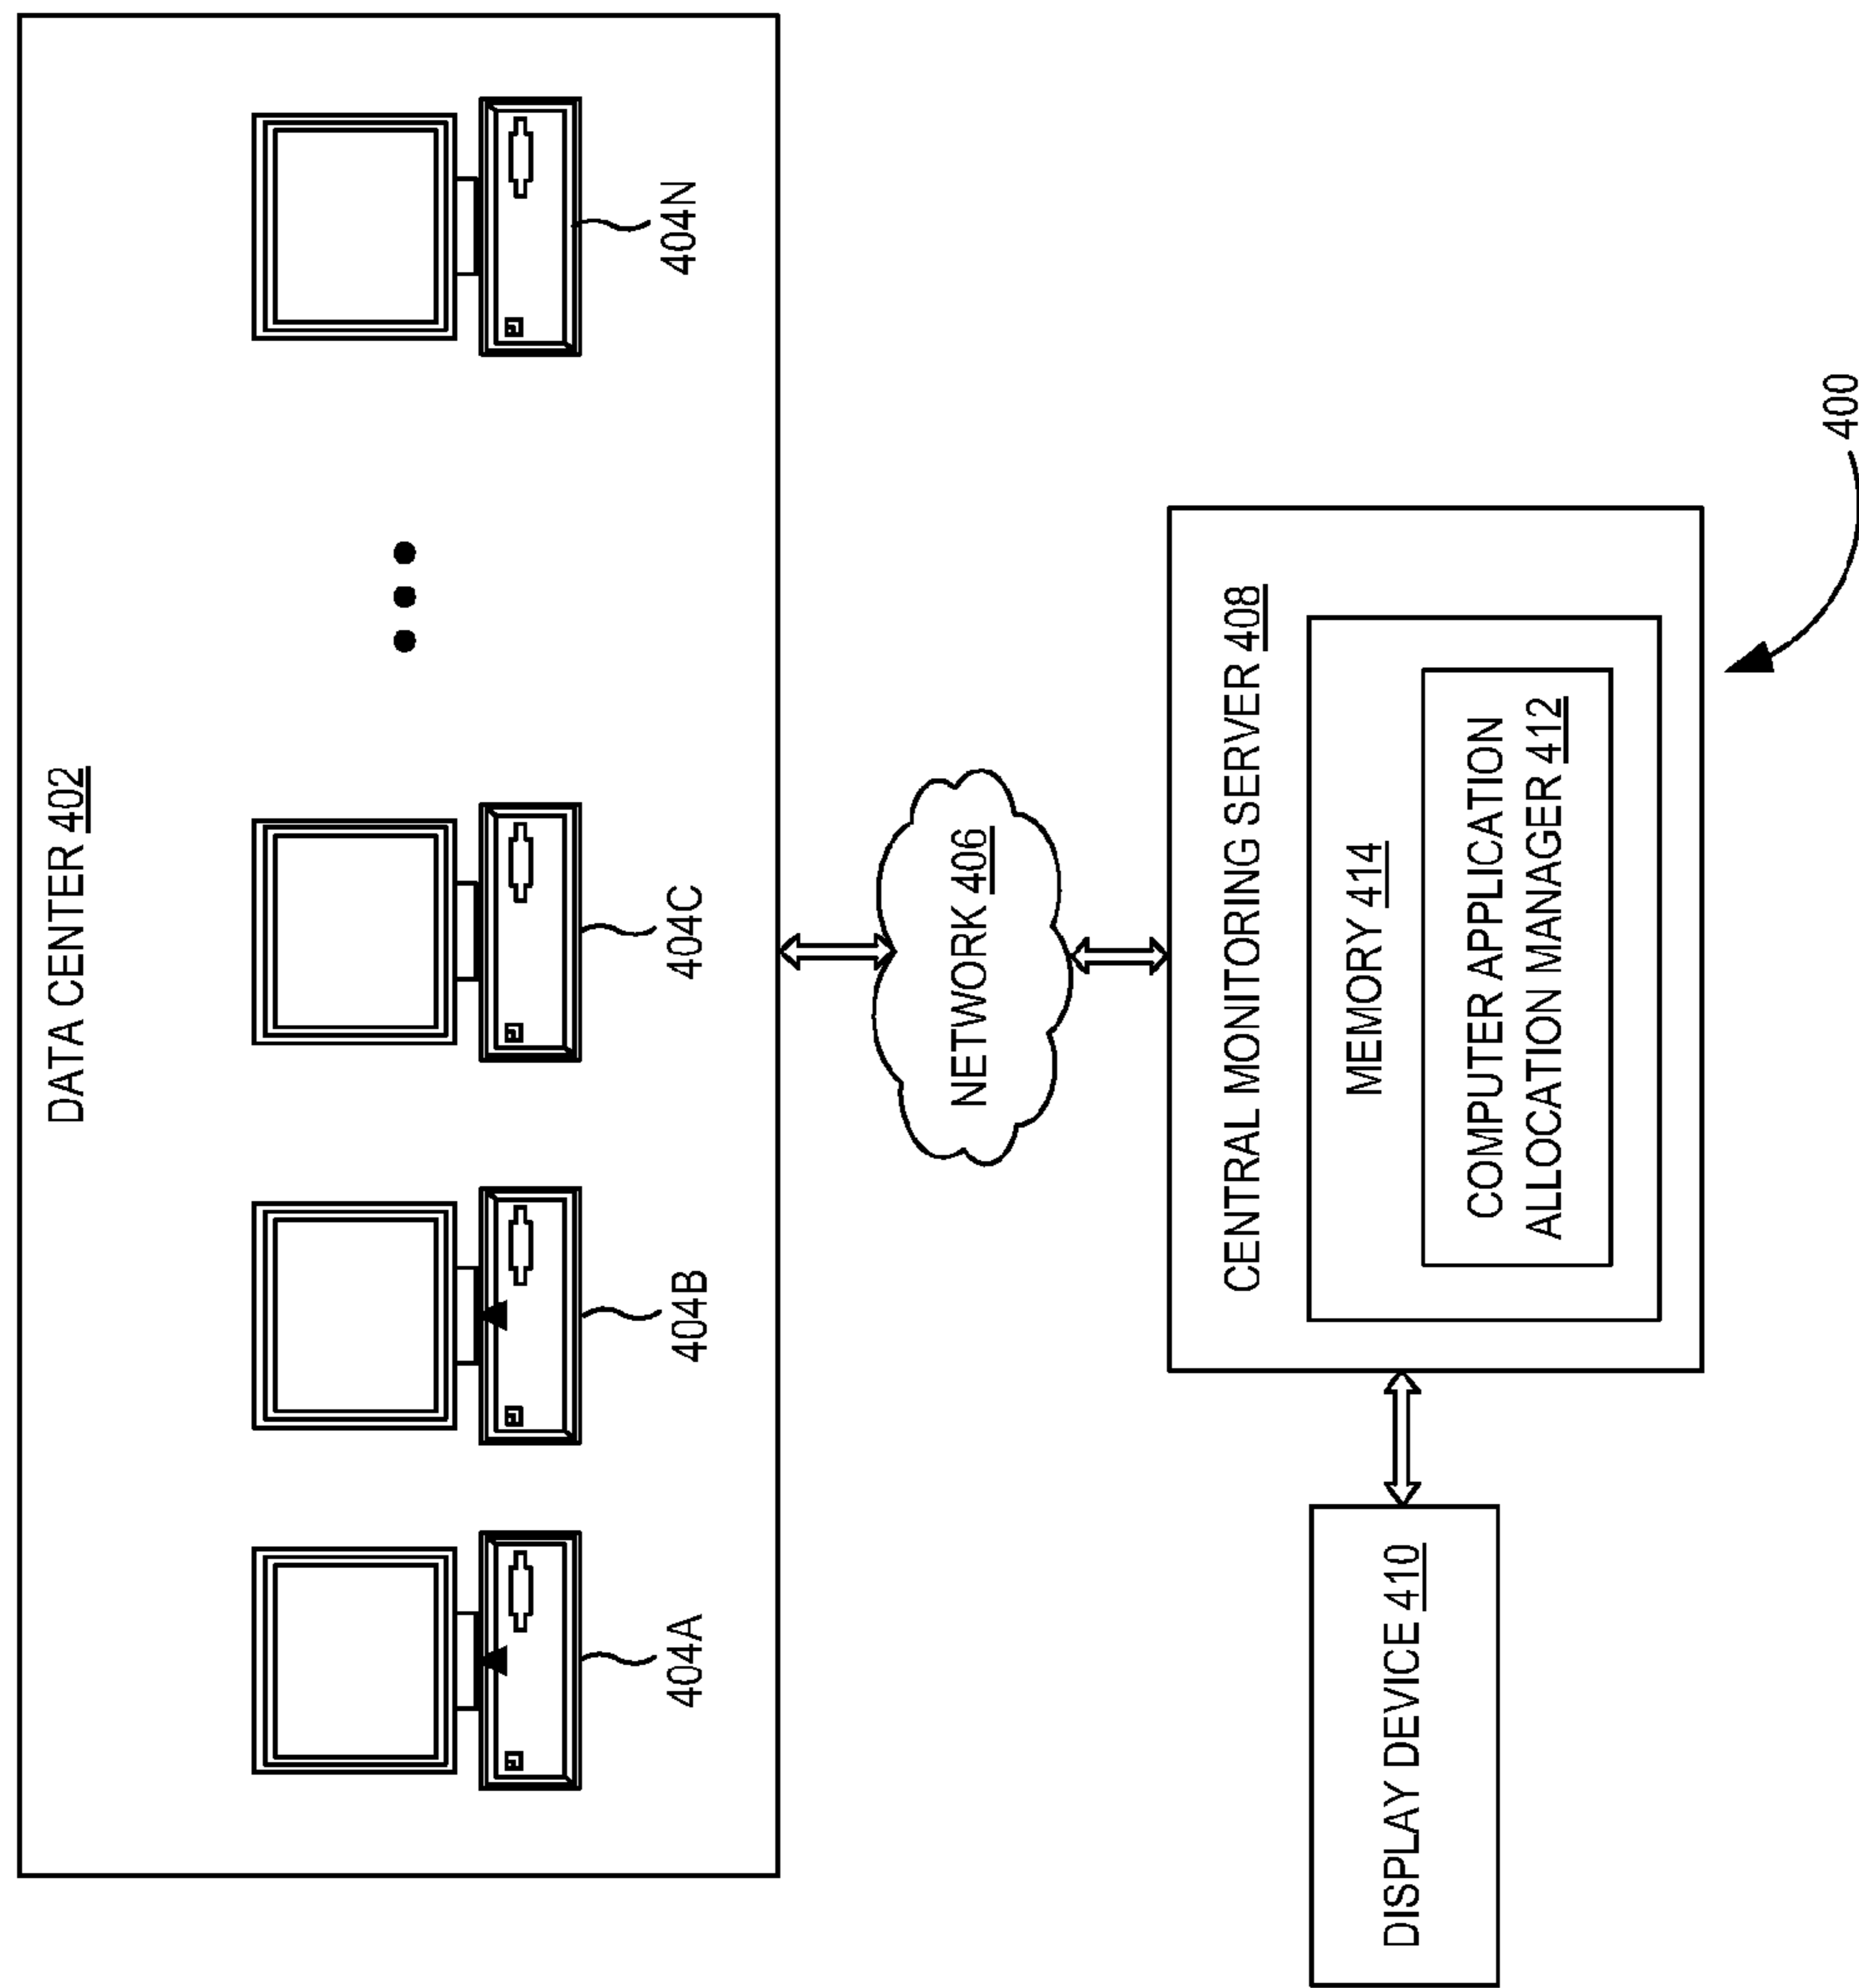 DATA CENTER 402
404A
404B
404C
404N
NETWORK 406
CENTRAL MONITORING SERVER 408
MEMORY 414
COMPUTER APPLICATION
ALLOCATION MANAGER 412
DISPLAY DEVICE 410
400